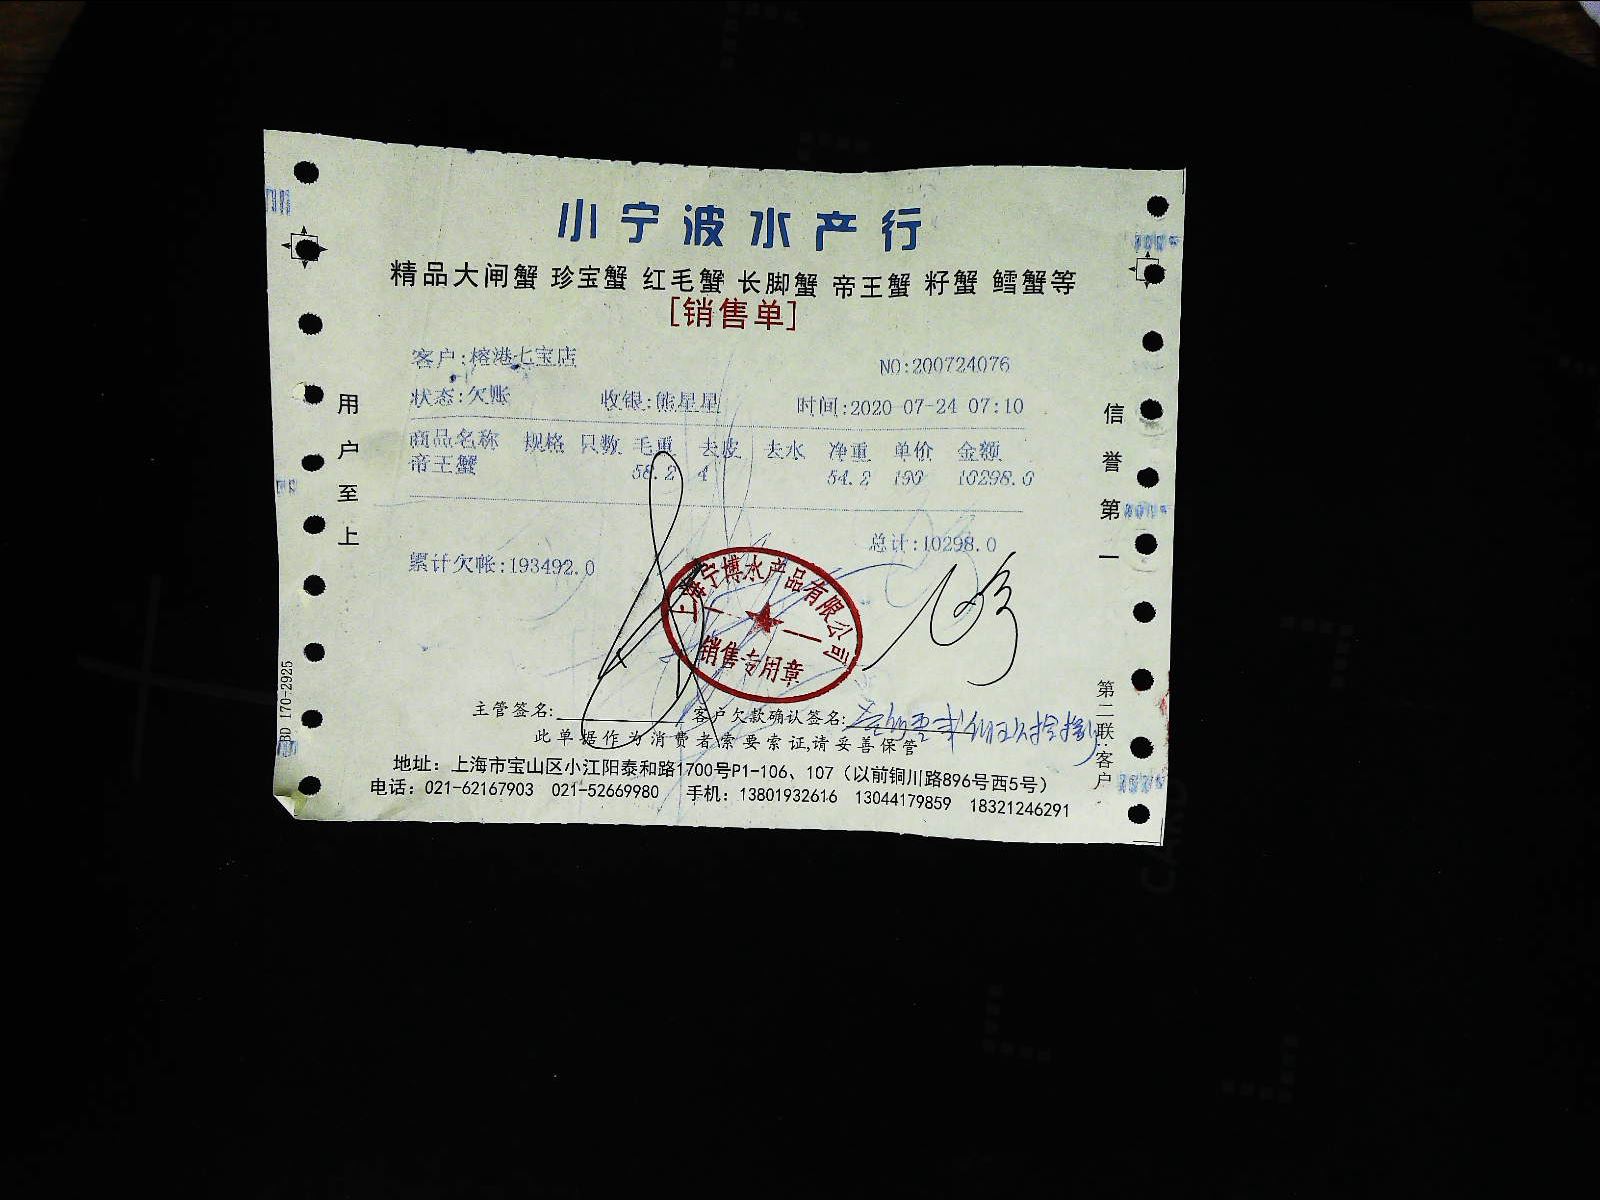 小宁波水产行
精品大闸蟹 珍宝蟹 红毛蟹 长脚蟹 帝王蟹 籽蟹 鳕蟹等
[销售单]
客户:榕港七宝店 NO:200724076
状态:欠账 收银:熊星星 时间:2020-07-24 07:10
商品名称 规格 只数 毛重 去皮 去水 净重 单价 金额
帝王蟹 58.2 4 54.2 190 10298.0
总计:10298.0
累计欠帐:193492.0
上海宁博水产品有限公司
销售专用章
主管签名: 客户欠款确认签名:
此单据作为消费者索要索证,请妥善保管
地址：上海市宝山区小江阳泰和路1700号P1-106、107（以前铜川路896号西5号）
电话：021-62167903 021-52669980 手机：13801932616 13044179859 18321246291
用户至上
信誉第一
第二联:客户
BD 170-2925